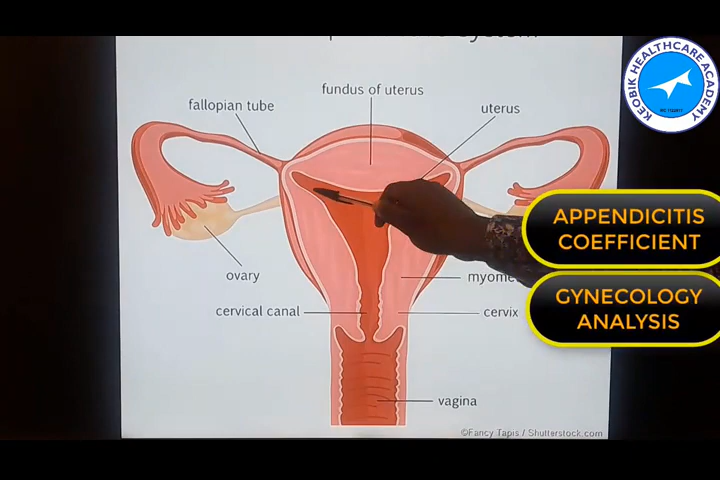 system
KEOBIK HEALTHCARE ACADEMY
fundus of uterus
fallopian tube
uterus
APPENDICITIS
COEFFICIENT
ovary
GYNECOLOGY
ANALYSIS
cervical canal
cervix
vagina
©Fancy Tapis / Shutterstock.com